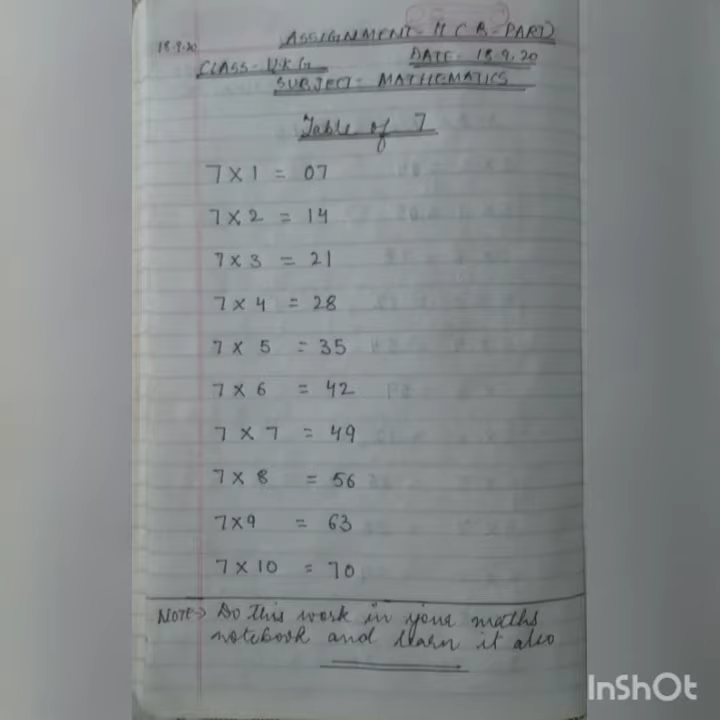 ASSIGNMENT-11 (B-PART)
18.9.20
CLASS-U.K.G DATE- 18.9.20
SUBJECT- MATHEMATICS
Table of 7
7 x 1 = 07
7 x 2 = 14
7 x 3 = 21
7 x 4 = 28
7 x 5 = 35
7 x 6 = 42
7 x 7 = 49
7 x 8 = 56
7 x 9 = 63
7 x 10 = 70
NOTE→ Do this work in your maths
notebook and learn it also
InShOt